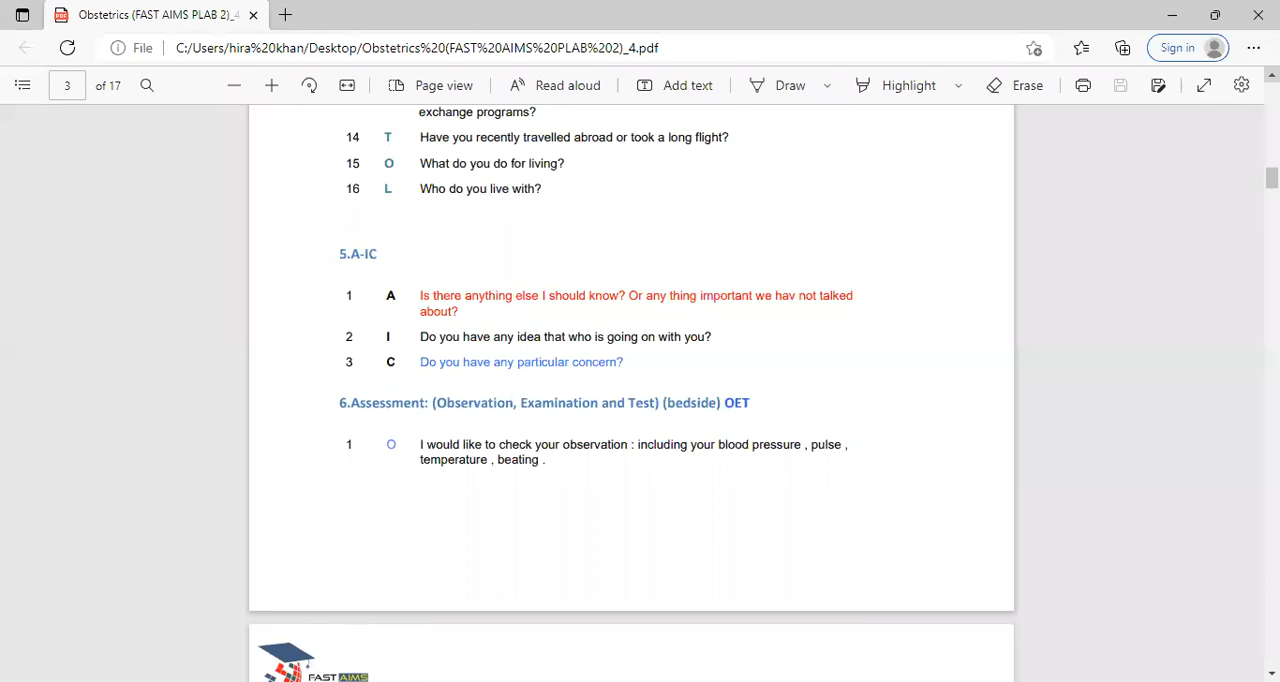 Obstetrics (FAST AIMS PLAB 2)_4
File C:/Users/hira%20khan/Desktop/Obstetrics%20(FAST%20AIMS%20PLAB%202)_4.pdf Sign in
3 of 17 Page view Read aloud Add text Draw Highlight Erase
exchange programs?
14 T Have you recently travelled abroad or took a long flight?
15 O What do you do for living?
16 L Who do you live with?
5.A-IC
1 A Is there anything else I should know? Or any thing important we hav not talked
about?
2 I Do you have any idea that who is going on with you?
3 C Do you have any particular concern?
6.Assessment: (Observation, Examination and Test) (bedside) OET
1 O I would like to check your observation : including your blood pressure , pulse ,
temperature , beating .
FAST AIMS